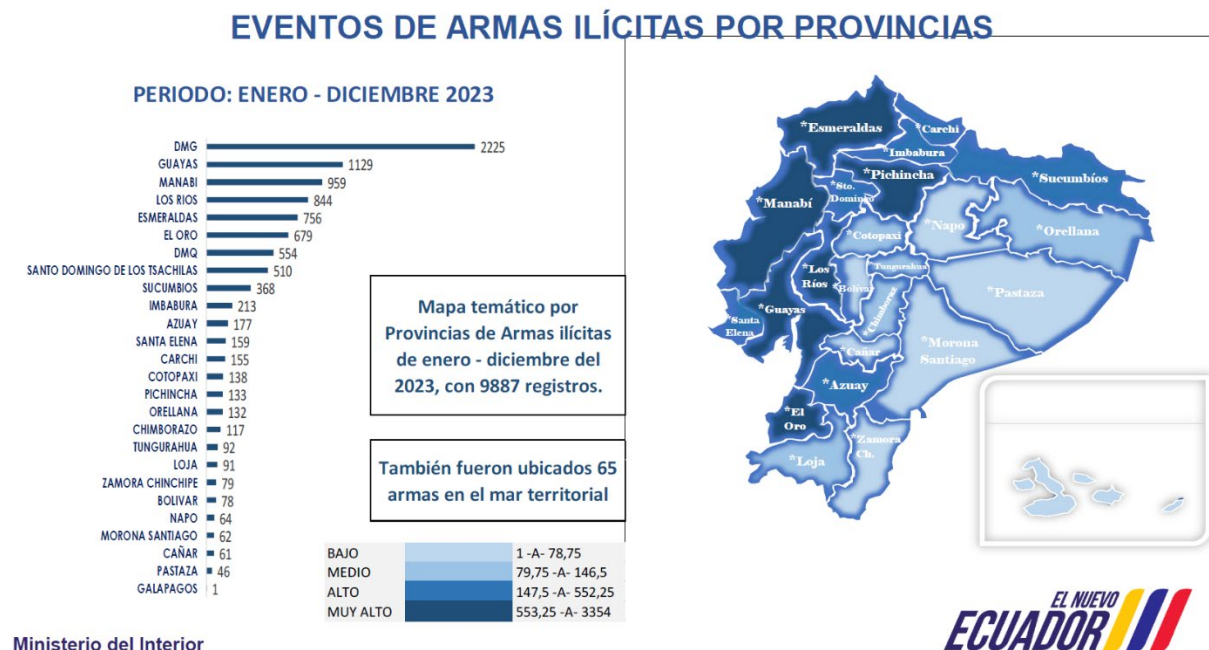 EVENTOS DE ARMAS ILÍCITAS POR PROVINCIAS
PERIODO: ENERO - DICIEMBRE 2023
DMG 2225
GUAYAS 1129
MANABI 959
LOS RIOS 844
ESMERALDAS 756
EL ORO 679
DMQ 554
SANTO DOMINGO DE LOS TSACHILAS 510
SUCUMBIOS 368
IMBABURA 213
AZUAY 177
SANTA ELENA 159
CARCHI 155
COTOPAXI 138
PICHINCHA 133
ORELLANA 132
CHIMBORAZO 117
TUNGURAHUA 92
LOJA 91
ZAMORA CHINCHIPE 79
BOLIVAR 78
NAPO 64
MORONA SANTIAGO 62
CAÑAR 61
PASTAZA 46
GALAPAGOS 1
Mapa temático por
Provincias de Armas ilícitas
de enero - diciembre del
2023, con 9887 registros.
También fueron ubicados 65
armas en el mar territorial
BAJO 1 -A- 78,75
MEDIO 79,75 -A- 146,5
ALTO 147,5 -A- 552,25
MUY ALTO 553,25 -A- 3354
*Esmeraldas
*Carchi
*Imbabura
*Pichincha
*Sucumbíos
*Sto.
Domingo
*Manabí
*Cotopaxi
*Napo
*Orellana
*Los
Ríos
*Tungurahua
*Bolívar
*Pastaza
*Chimboraz
*Guayas
*Santa
Elena
*Morona
Santiago
*Cañar
*Azuay
*El
Oro
*Zamora
Ch.
*Loja
Ministerio del Interior
EL NUEVO
ECUADOR